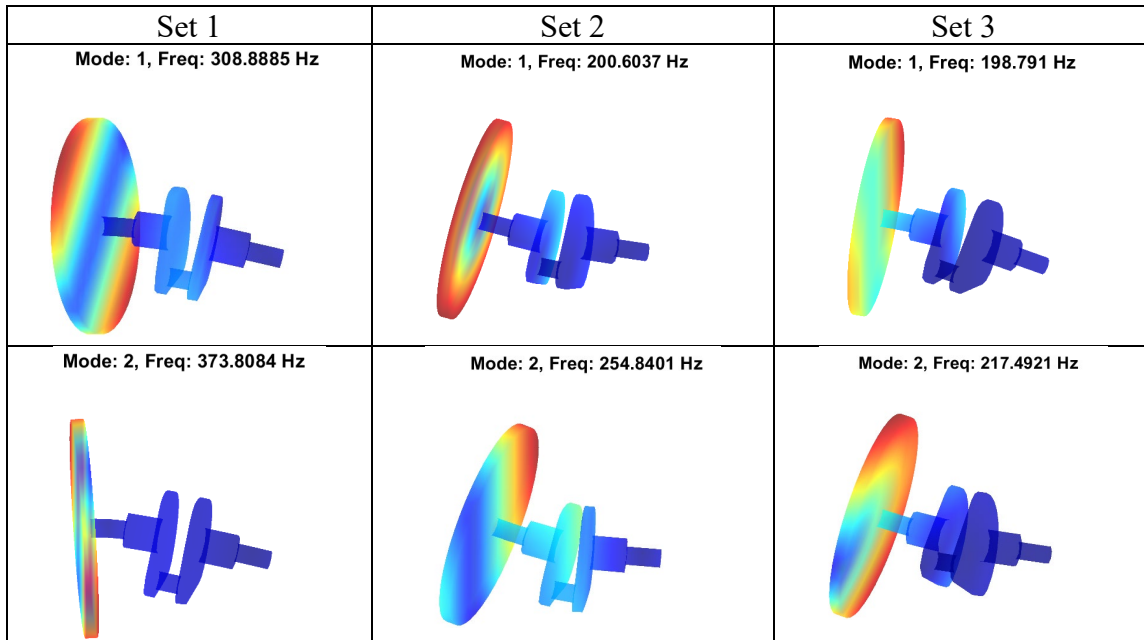 Set 1
Set 2
Set 3
Mode: 1, Freq: 308.8885 Hz
Mode: 1, Freq: 200.6037 Hz
Mode: 1, Freq: 198.791 Hz
Mode: 2, Freq: 373.8084 Hz
Mode: 2, Freq: 254.8401 Hz
Mode: 2, Freq: 217.4921 Hz